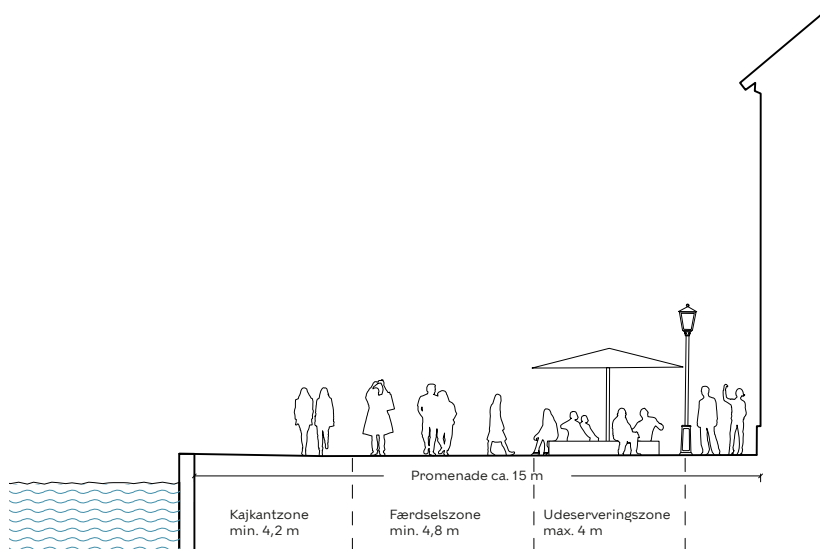 Promenade ca. 15 m
Kajkantzone
min. 4,2 m
Færdselszone
min. 4,8 m
Udeserveringszone
max. 4 m